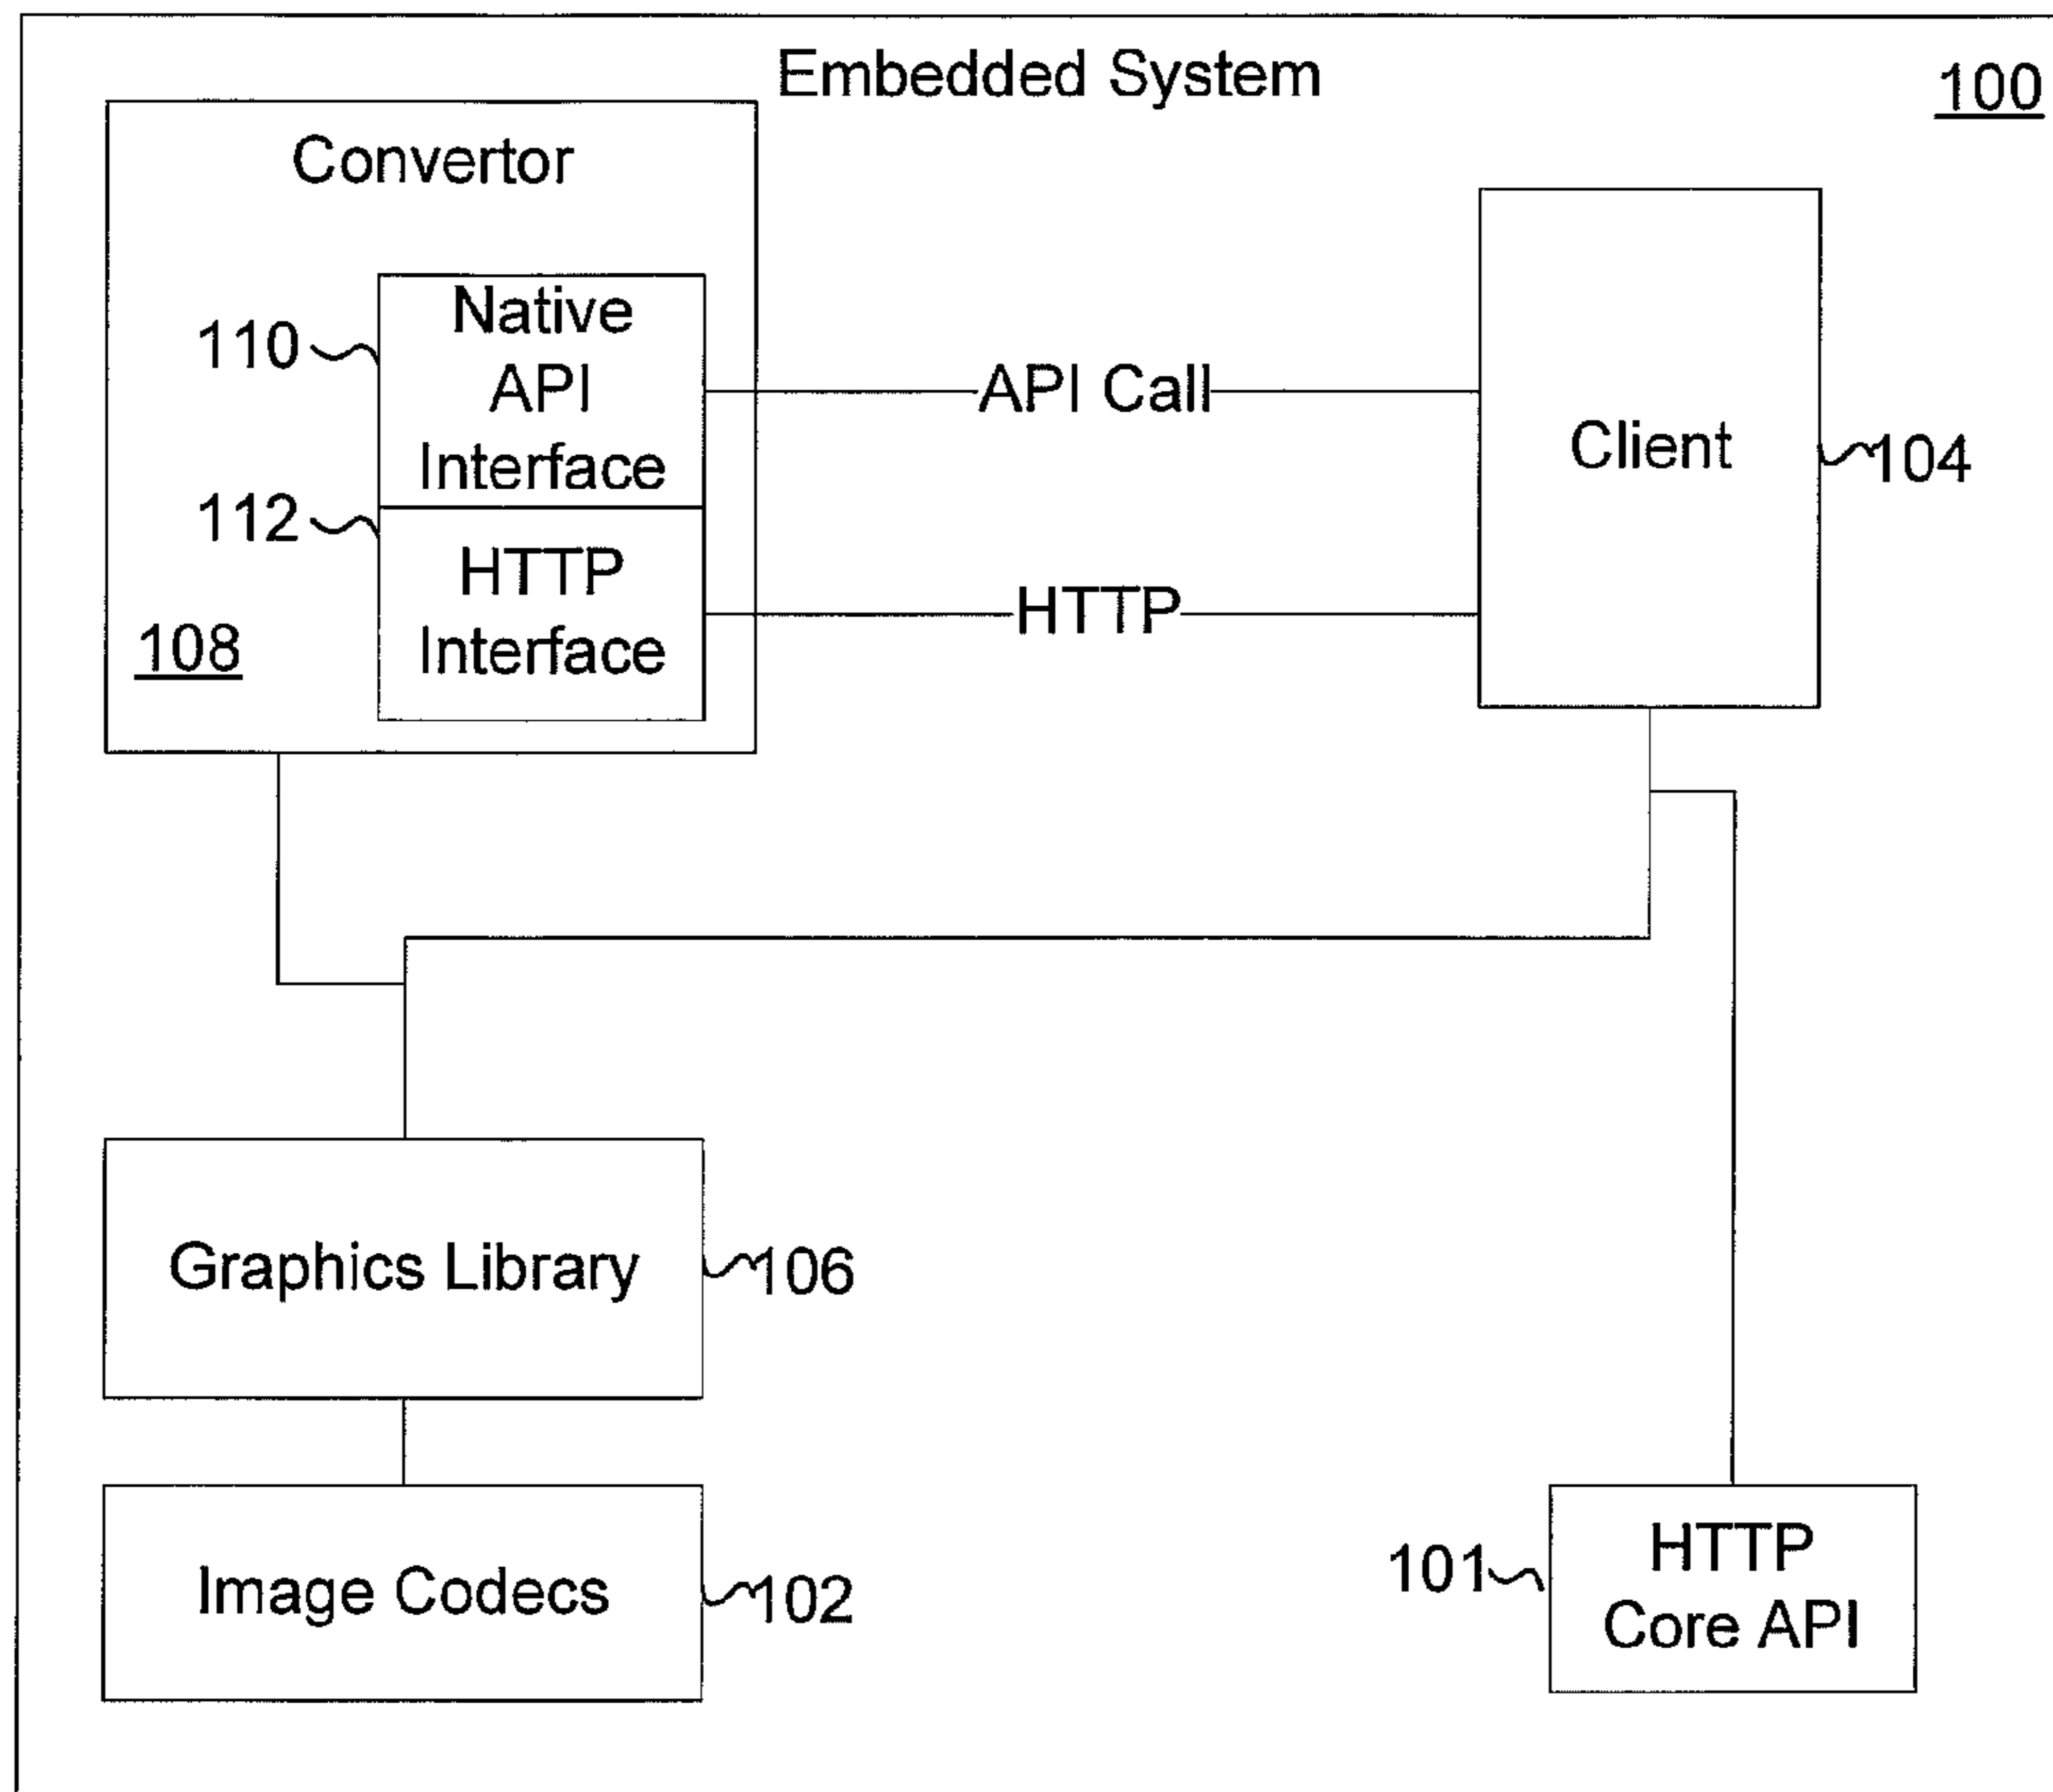 Embedded System
100
Convertor
110
Native
API
Interface
API Call
Client
104
112
HTTP
Interface
HTTP
108
Graphics Library
106
Image Codecs
102
101
HTTP
Core API